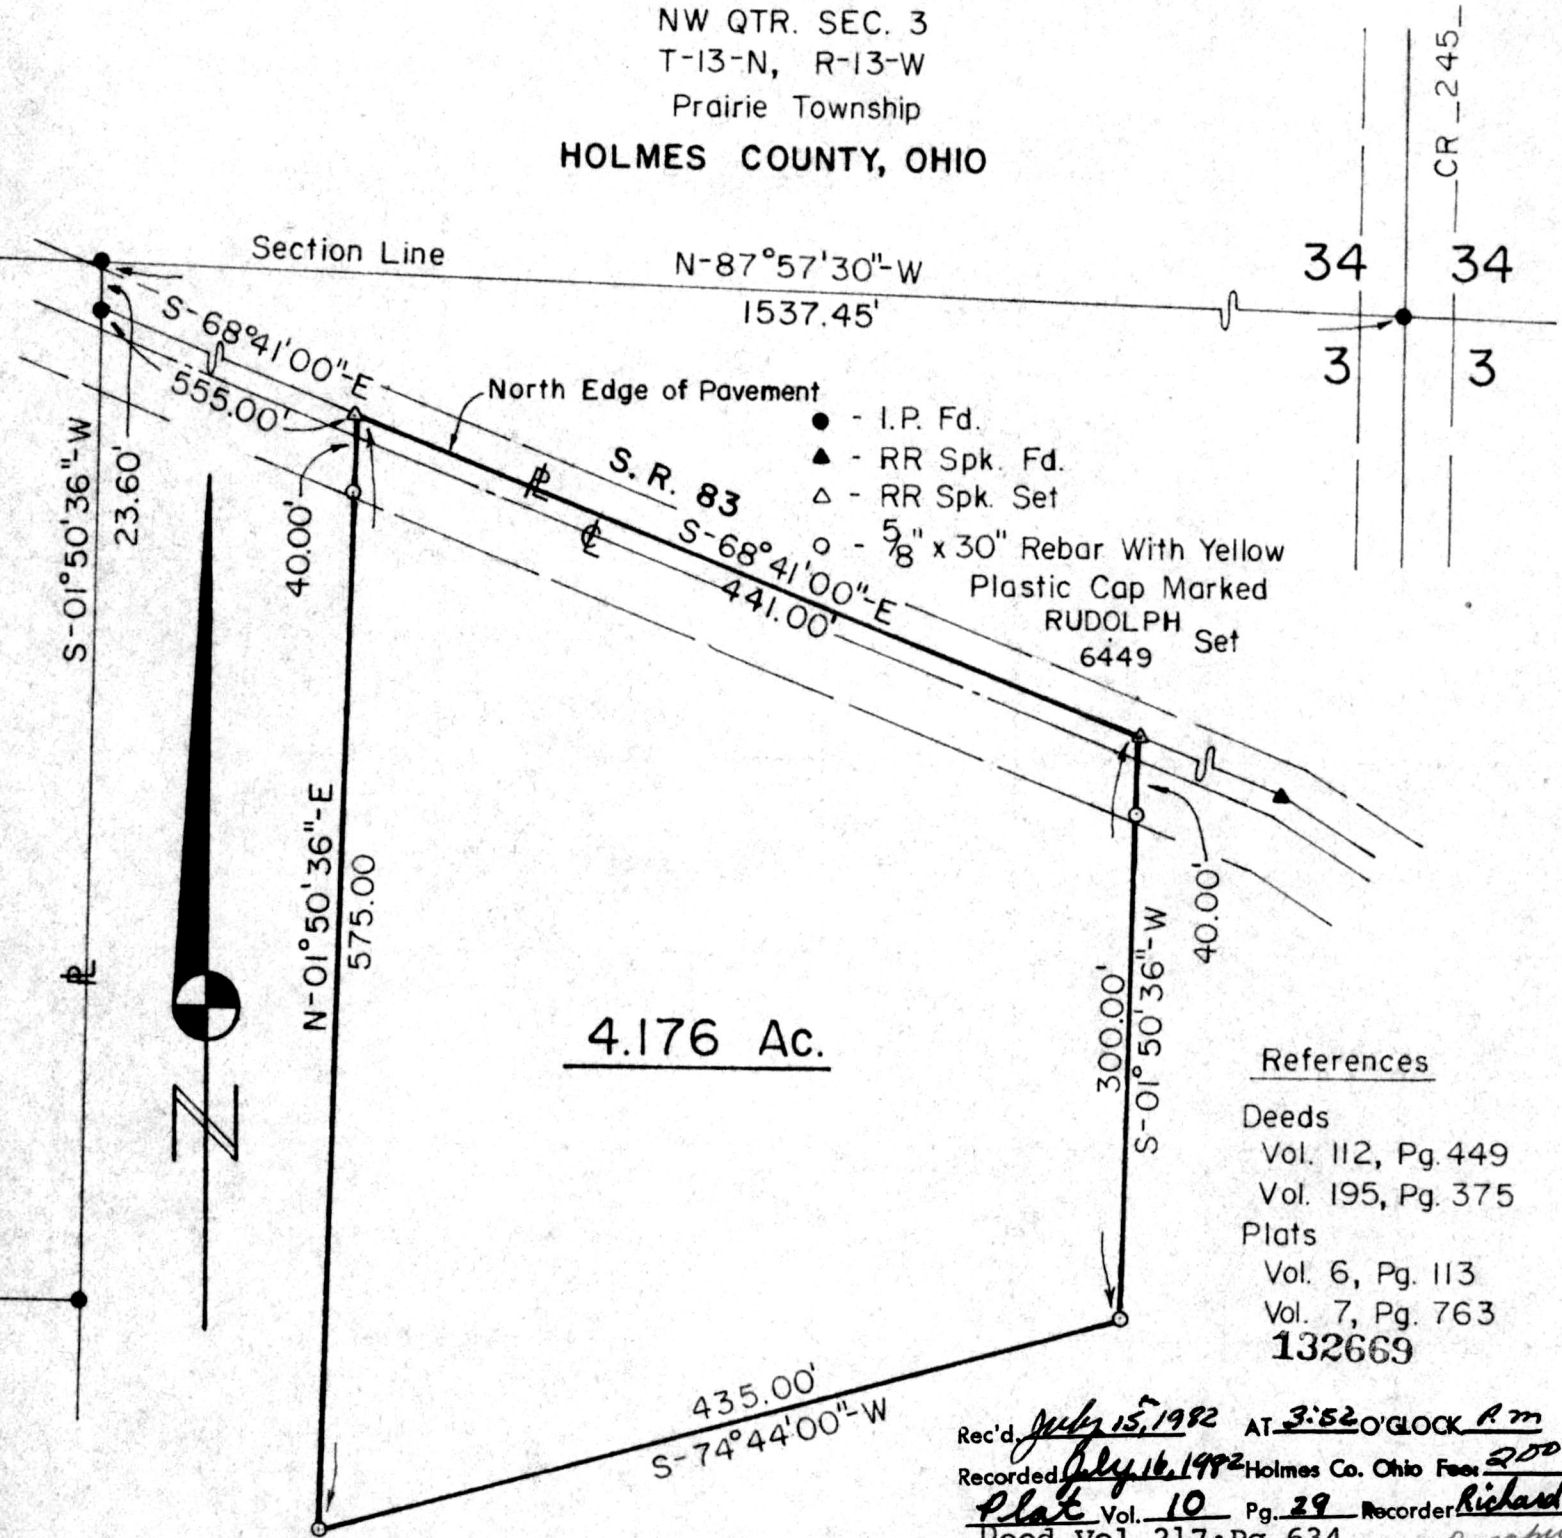 NW QTR. SEC. 3
T-13-N, R-13-W
Prairie Township
HOLMES COUNTY, OHIO
CR 245
Section Line
N-87°57'30"-W
1537.45'
34 34
3 3
S-68°41'00"-E
555.00'
S-01°50'36"-W
23.60'
40.00'
North Edge of Pavement
S. R. 83
S-68°41'00"-E
441.00'
● - I.P. Fd.
▲ - RR Spk. Fd.
△ - RR Spk. Set
○ - 5/8" x 30" Rebar With Yellow
Plastic Cap Marked
RUDOLPH
6449 Set
N-01°50'36"-E
575.00
4.176 Ac.
300.00'
S-01°50'36"-W
40.00'
N
435.00'
S-74°44'00"-W
References
Deeds
Vol. 112, Pg. 449
Vol. 195, Pg. 375
Plats
Vol. 6, Pg. 113
Vol. 7, Pg. 763
132669
Rec'd. July 15, 1982 AT 3:52 O'CLOCK P.m
Recorded July 16, 1982 Holmes Co. Ohio Fee: 2.00
Plat Vol. 10 Pg. 29 Recorder Richard
Deed Vol 217; Pg 634